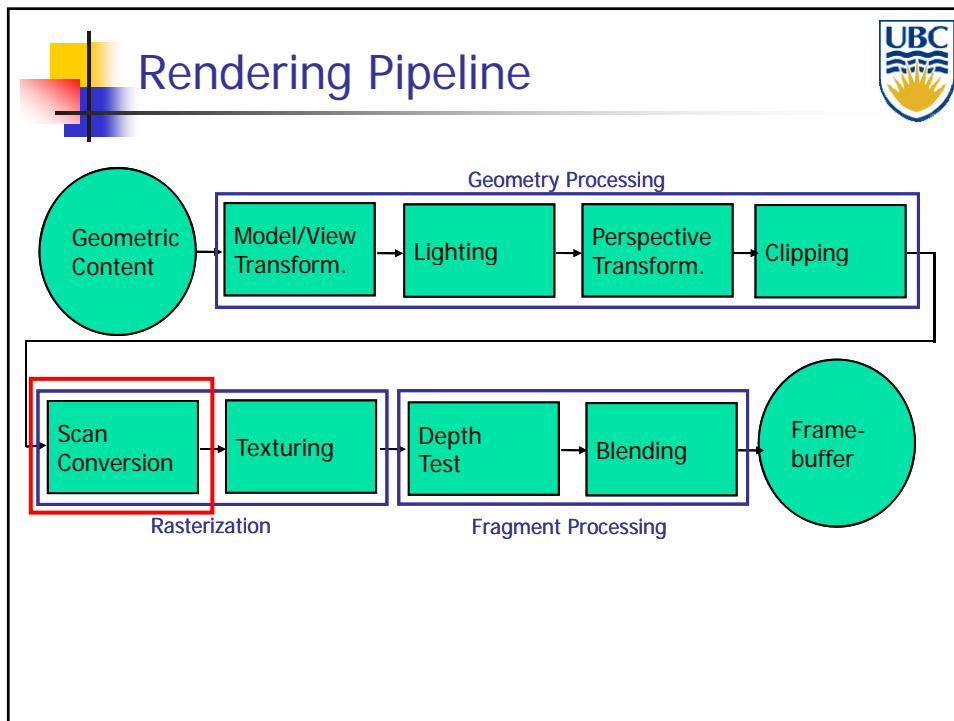 Rendering Pipeline
UBC
Geometry Processing
Geometric
Content
Model/View
Transform.
Lighting
Perspective
Transform.
Clipping
Scan
Conversion
Texturing
Depth
Test
Blending
Frame-
buffer
Rasterization
Fragment Processing